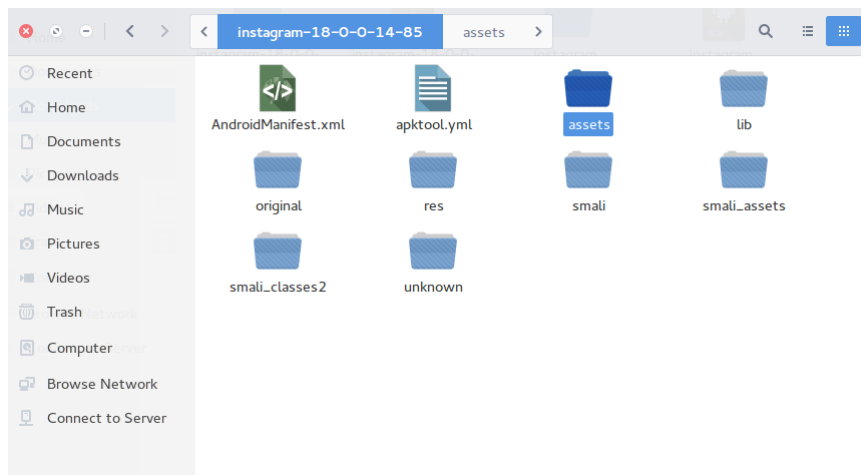 instagram-18-0-0-14-85 assets
Recent
Home
Documents
Downloads
Music
Pictures
Videos
Trash
Computer
Browse Network
Connect to Server
AndroidManifest.xml apktool.yml assets lib
original res smali smali_assets
smali_classes2 unknown